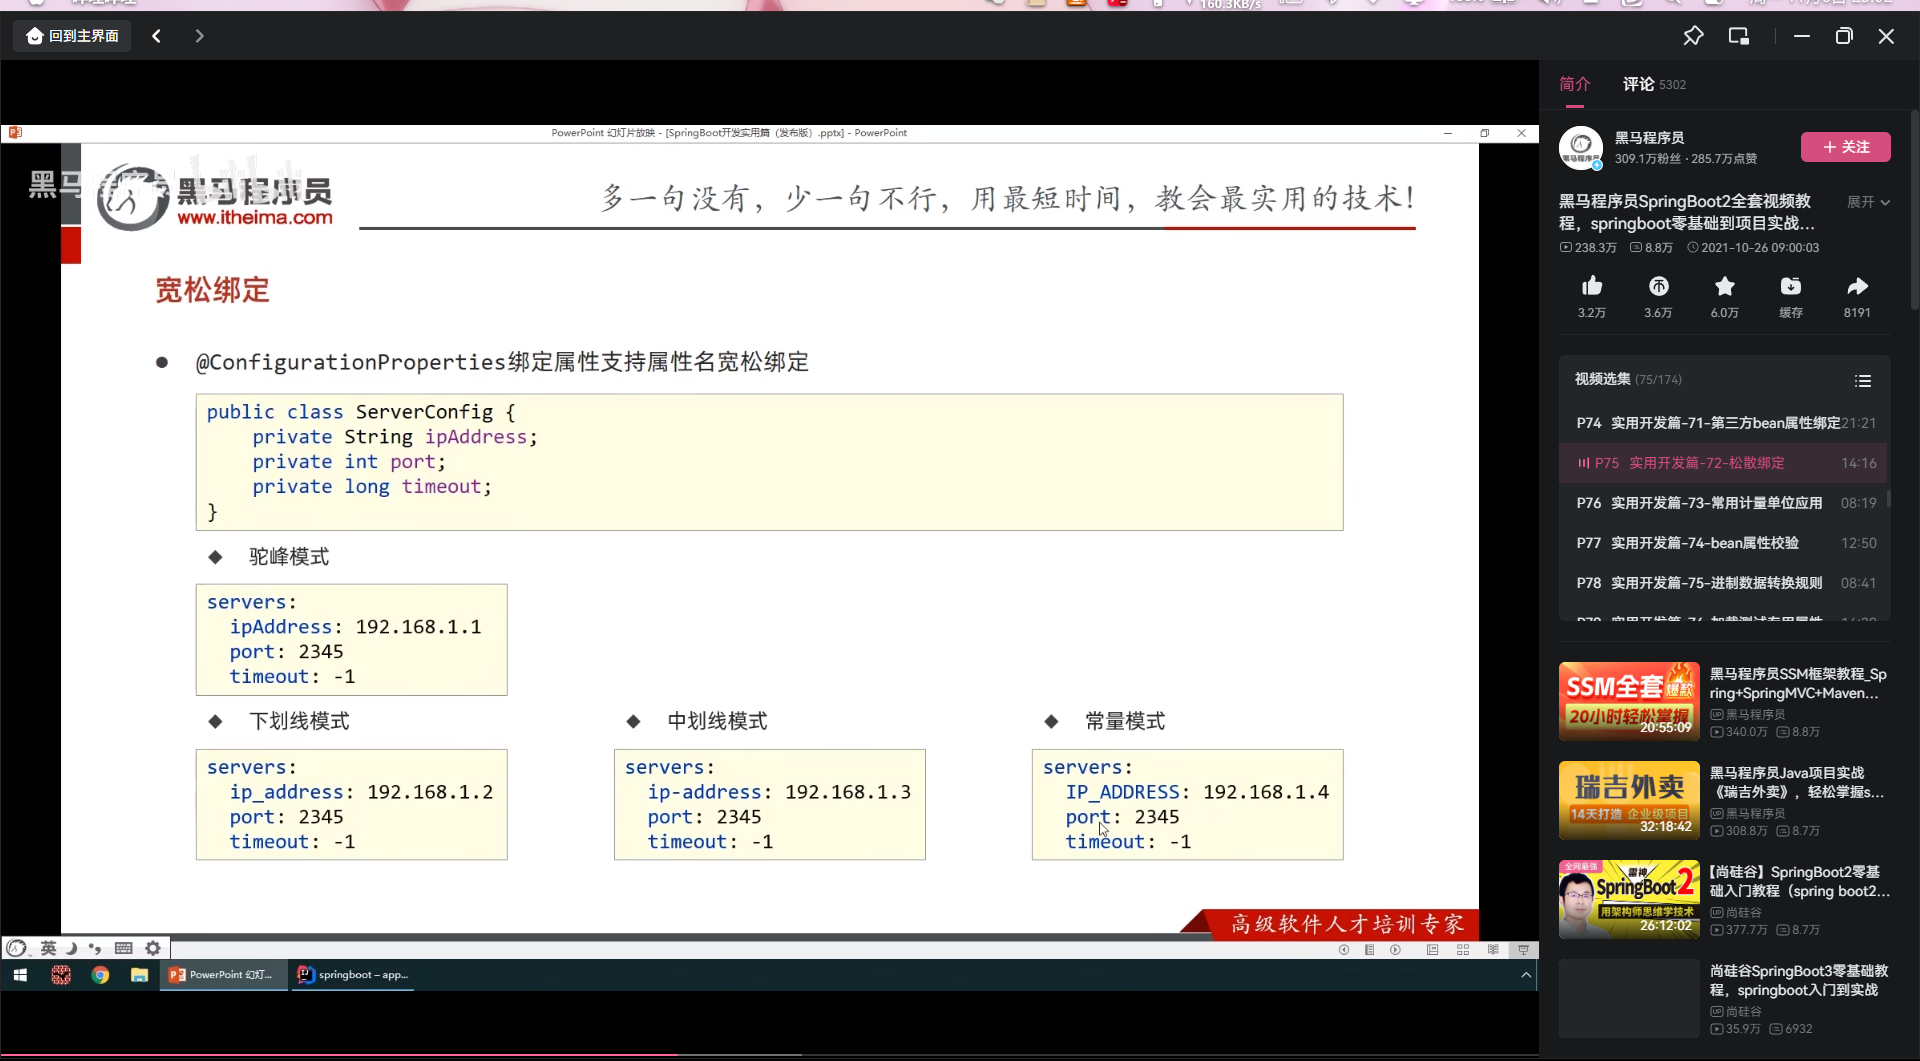 160.3KB/s
回到主界面
PowerPoint 幻灯片放映 - [SpringBoot开发实用篇（发布版）.pptx] - PowerPoint
黑马程序员
www.itheima.com
多一句没有，少一句不行，用最短时间，教会最实用的技术！
宽松绑定
● @ConfigurationProperties绑定属性支持属性名宽松绑定
public class ServerConfig {
private String ipAddress;
private int port;
private long timeout;
}
◆ 驼峰模式
servers:
ipAddress: 192.168.1.1
port: 2345
timeout: -1
◆ 下划线模式
servers:
ip_address: 192.168.1.2
port: 2345
timeout: -1
◆ 中划线模式
servers:
ip-address: 192.168.1.3
port: 2345
timeout: -1
◆ 常量模式
servers:
IP_ADDRESS: 192.168.1.4
port: 2345
timeout: -1
高级软件人才培训专家
英
PowerPoint 幻灯...
springboot – app...
简介
评论 5302
黑马程序员
309.1万粉丝 · 285.7万点赞
+ 关注
黑马程序员SpringBoot2全套视频教
程，springboot零基础到项目实战...
展开
238.3万 8.8万 2021-10-26 09:00:03
3.2万
3.6万
6.0万
缓存
8191
视频选集 (75/174)
P74 实用开发篇-71-第三方bean属性绑定 21:21
P75 实用开发篇-72-松散绑定 14:16
P76 实用开发篇-73-常用计量单位应用 08:19
P77 实用开发篇-74-bean属性校验 12:50
P78 实用开发篇-75-进制数据转换规则 08:41
SSM全套
爆款
20小时轻松掌握
20:55:09
黑马程序员SSM框架教程_Sp
ring+SpringMVC+Maven...
黑马程序员
340.0万 8.8万
瑞吉外卖
14天打造 企业级项目
32:18:42
黑马程序员Java项目实战
《瑞吉外卖》，轻松掌握s...
黑马程序员
308.8万 8.7万
全网最强
雷神
SpringBoot2
用架构师思维学技术
26:12:02
【尚硅谷】SpringBoot2零基
础入门教程（spring boot2...
尚硅谷
377.7万 8.7万
尚硅谷SpringBoot3零基础教
程，springboot入门到实战
尚硅谷
35.9万 6932